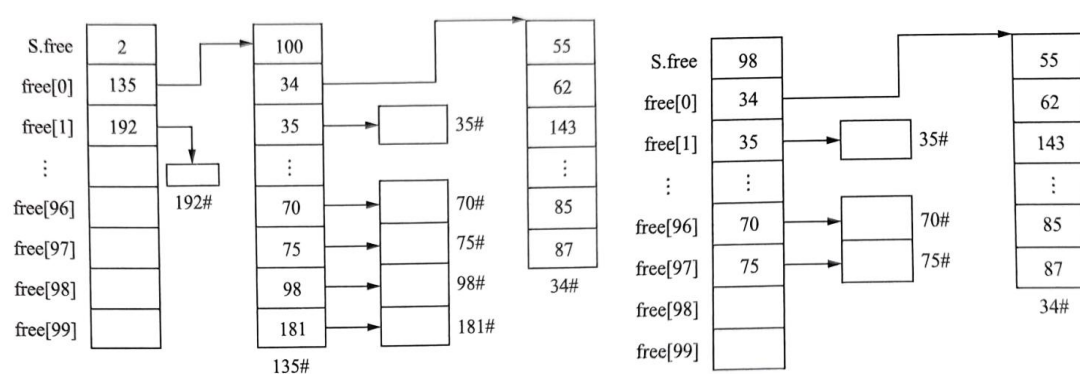 S.free 2 100 55
free[0] 135 34 62
free[1] 192 35 35# 143
⋮ ⋮ ⋮
192#
free[96] 70 70# 85
free[97] 75 75# 87
free[98] 98 98# 34#
free[99] 181 181#
135#
S.free 98 55
free[0] 34 62
free[1] 35 35# 143
⋮ ⋮ ⋮
free[96] 70 70# 85
free[97] 75 75# 87
free[98] 34#
free[99]